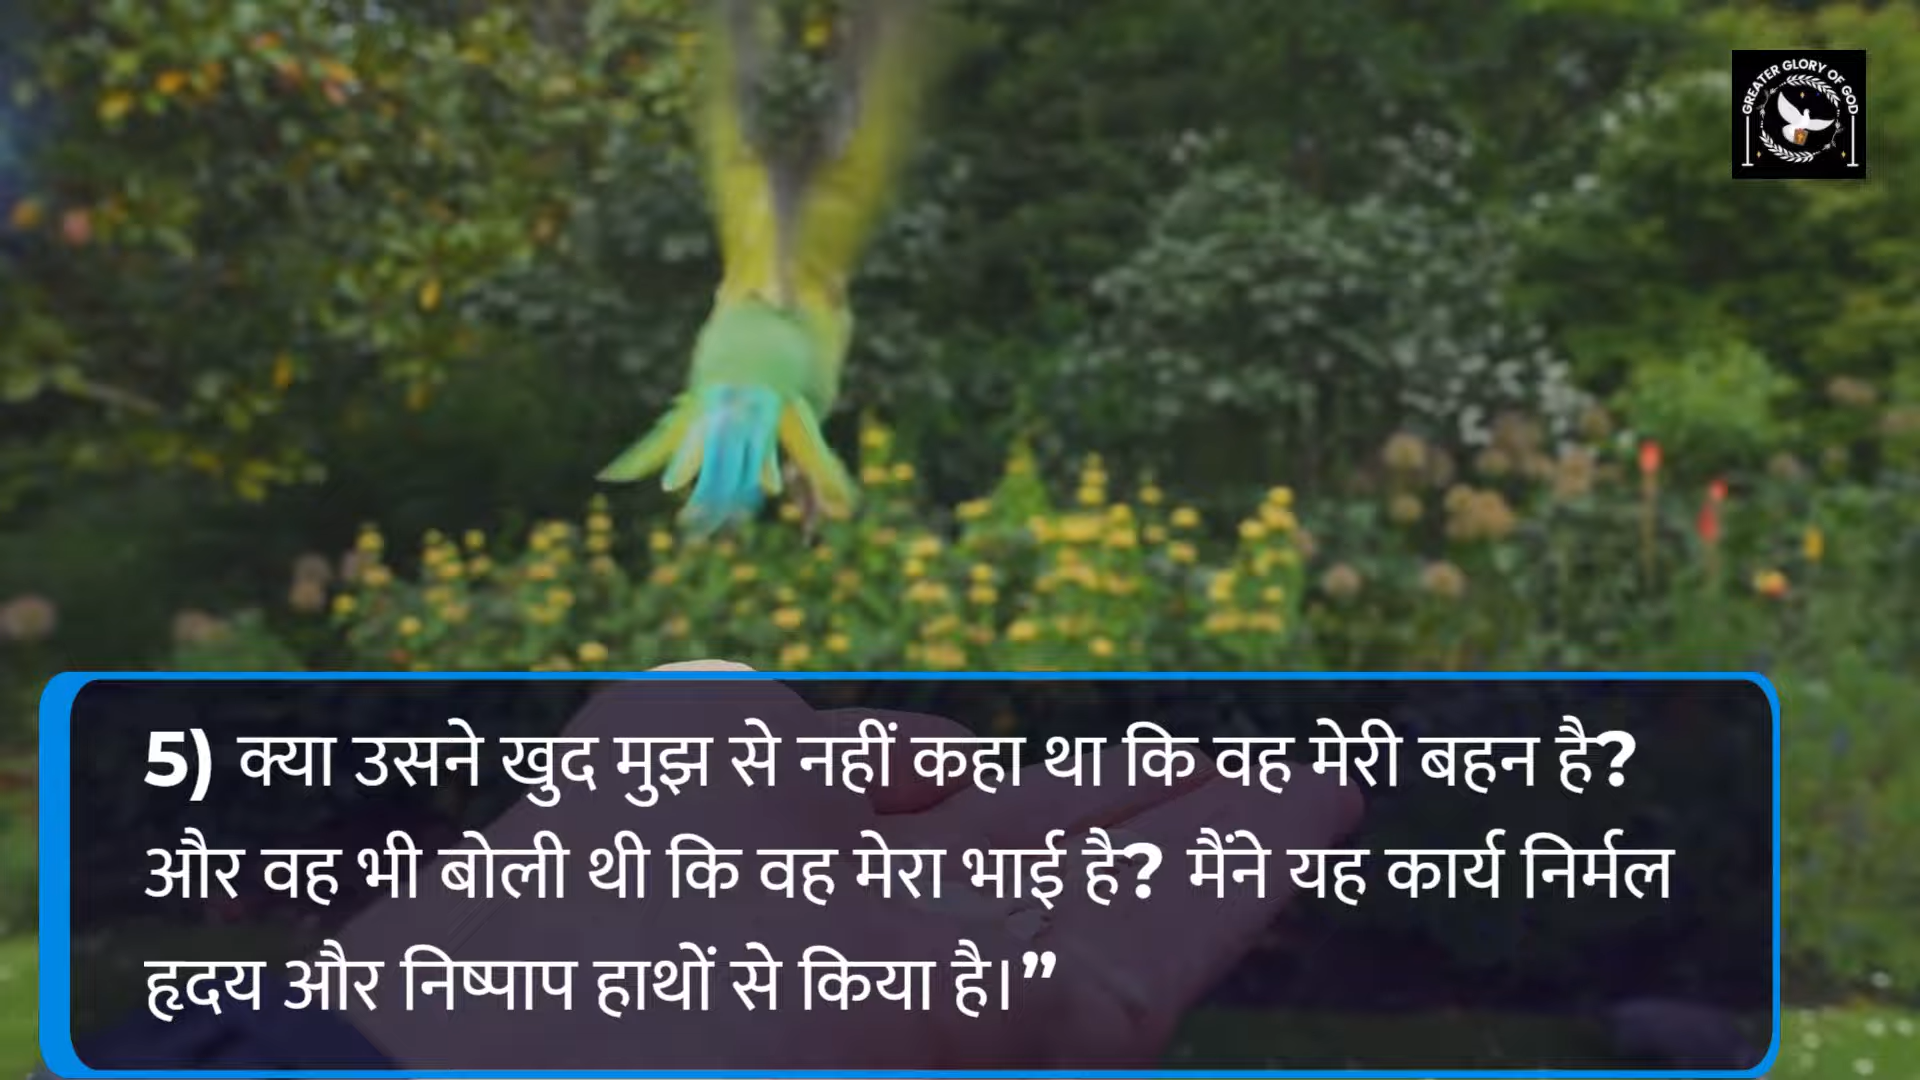 GREATER GLORY OF GOD
5) क्या उसने खुद मुझ से नहीं कहा था कि वह मेरी बहन है?
और वह भी बोली थी कि वह मेरा भाई है? मैंने यह कार्य निर्मल
हृदय और निष्पाप हाथों से किया है।”